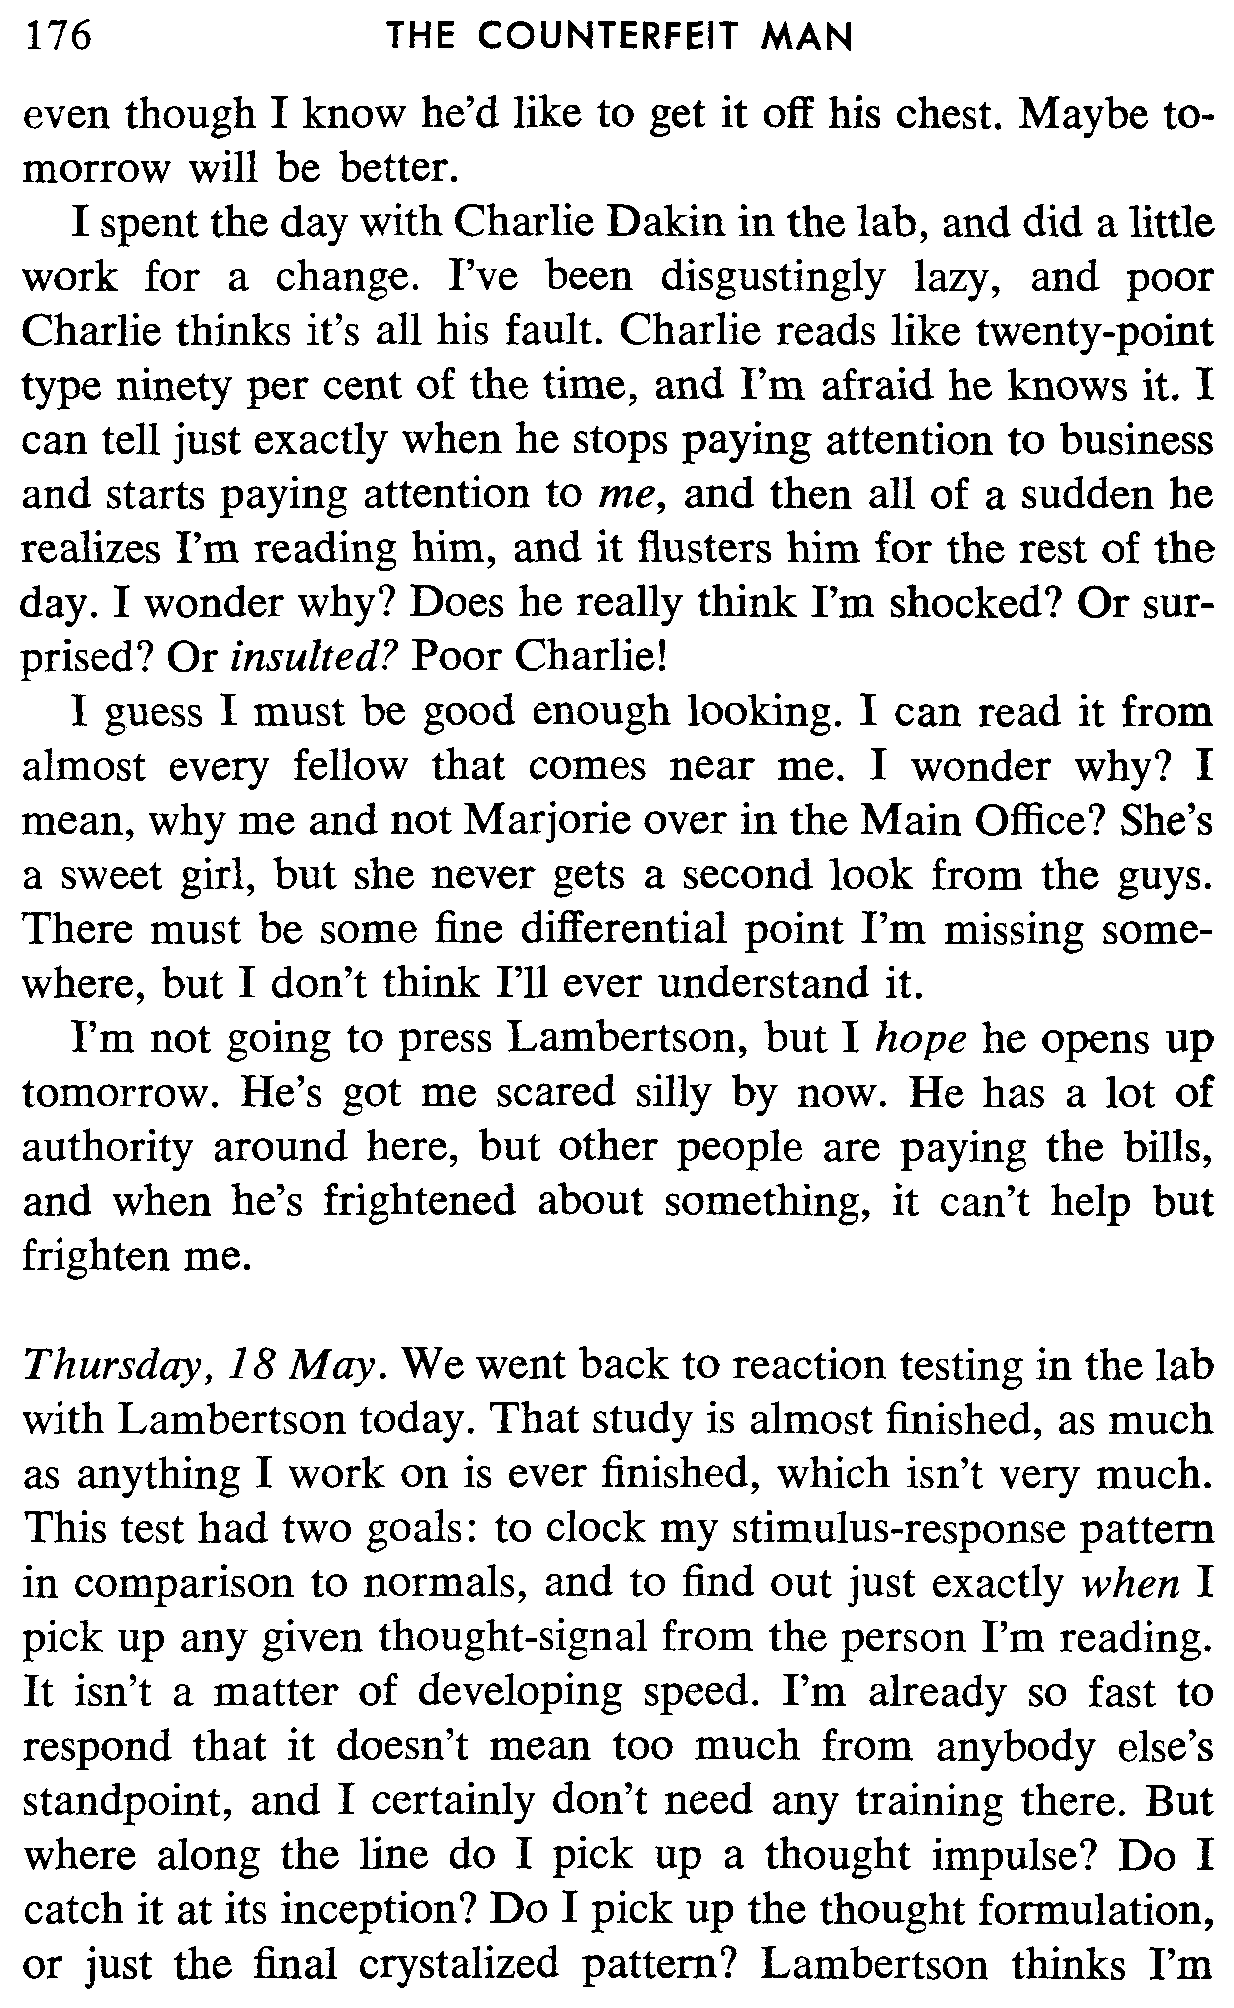 176 THE COUNTERFEIT MAN
even though I know he'd like to get it off his chest. Maybe to-
morrow will be better.
I spent the day with Charlie Dakin in the lab, and did a little
work for a change. I've been disgustingly lazy, and poor
Charlie thinks it's all his fault. Charlie reads like twenty-point
type ninety per cent of the time, and I'm afraid he knows it. I
can tell just exactly when he stops paying attention to business
and starts paying attention to me, and then all of a sudden he
realizes I'm reading him, and it flusters him for the rest of the
day. I wonder why? Does he really think I'm shocked? Or sur-
prised? Or insulted? Poor Charlie!
I guess I must be good enough looking. I can read it from
almost every fellow that comes near me. I wonder why? I
mean, why me and not Marjorie over in the Main Office? She's
a sweet girl, but she never gets a second look from the guys.
There must be some fine differential point I'm missing some-
where, but I don't think I'll ever understand it.
I'm not going to press Lambertson, but I hope he opens up
tomorrow. He's got me scared silly by now. He has a lot of
authority around here, but other people are paying the bills,
and when he's frightened about something, it can't help but
frighten me.
Thursday, 18 May. We went back to reaction testing in the lab
with Lambertson today. That study is almost finished, as much
as anything I work on is ever finished, which isn't very much.
This test had two goals: to clock my stimulus-response pattern
in comparison to normals, and to find out just exactly when I
pick up any given thought-signal from the person I'm reading.
It isn't a matter of developing speed. I'm already so fast to
respond that it doesn't mean too much from anybody else's
standpoint, and I certainly don't need any training there. But
where along the line do I pick up a thought impulse? Do I
catch it at its inception? Do I pick up the thought formulation,
or just the final crystalized pattern? Lambertson thinks I'm